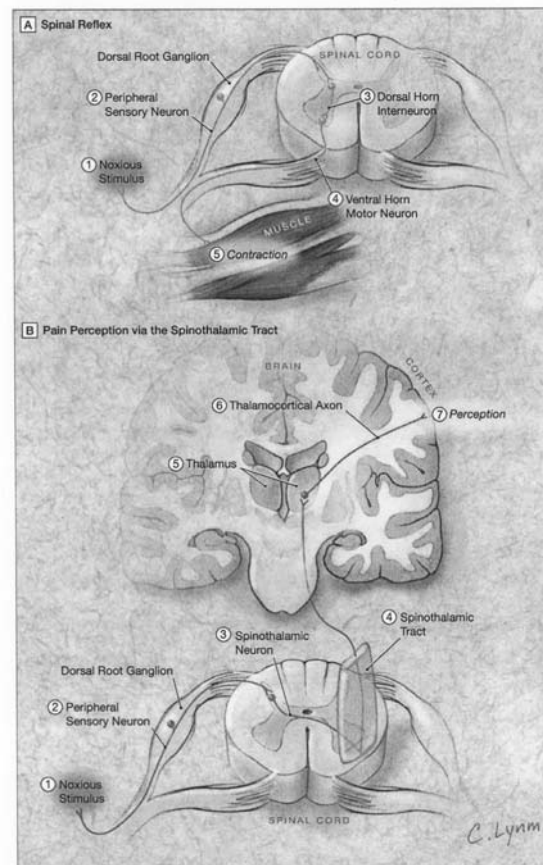 A Spinal Reflex
SPINAL CORD
Dorsal Root Ganglion
2 Peripheral
Sensory Neuron
3 Dorsal Horn
Interneuron
1 Noxious
Stimulus
4 Ventral Horn
Motor Neuron
MUSCLE
5 Contraction
B Pain Perception via the Spinothalamic Tract
BRAIN
CORTEX
6 Thalamocortical Axon
7 Perception
5 Thalamus
4 Spinothalamic
Tract
3 Spinothalamic
Neuron
Dorsal Root Ganglion
2 Peripheral
Sensory Neuron
1 Noxious
Stimulus
SPINAL CORD
C. Lynm